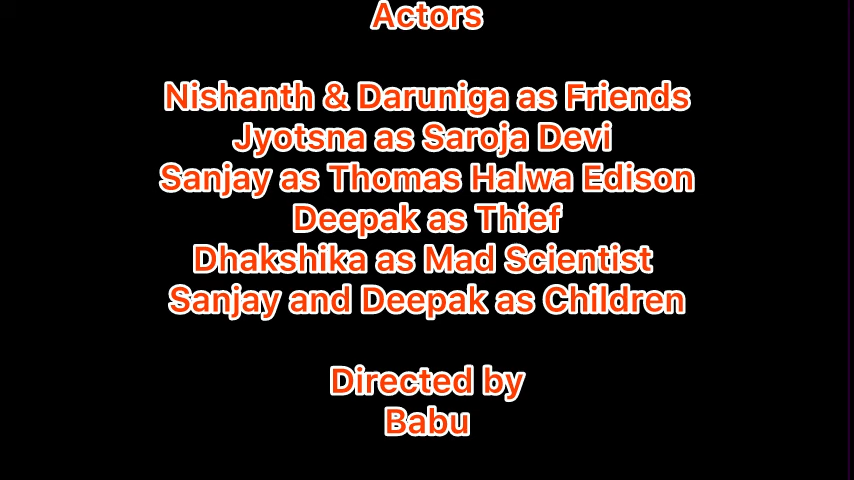 Actors
Nishanth & Daruniga as Friends
Jyotsna as Saroja Devi
Sanjay as Thomas Halwa Edison
Deepak as Thief
Dhakshika as Mad Scientist
Sanjay and Deepak as Children
Directed by
Babu